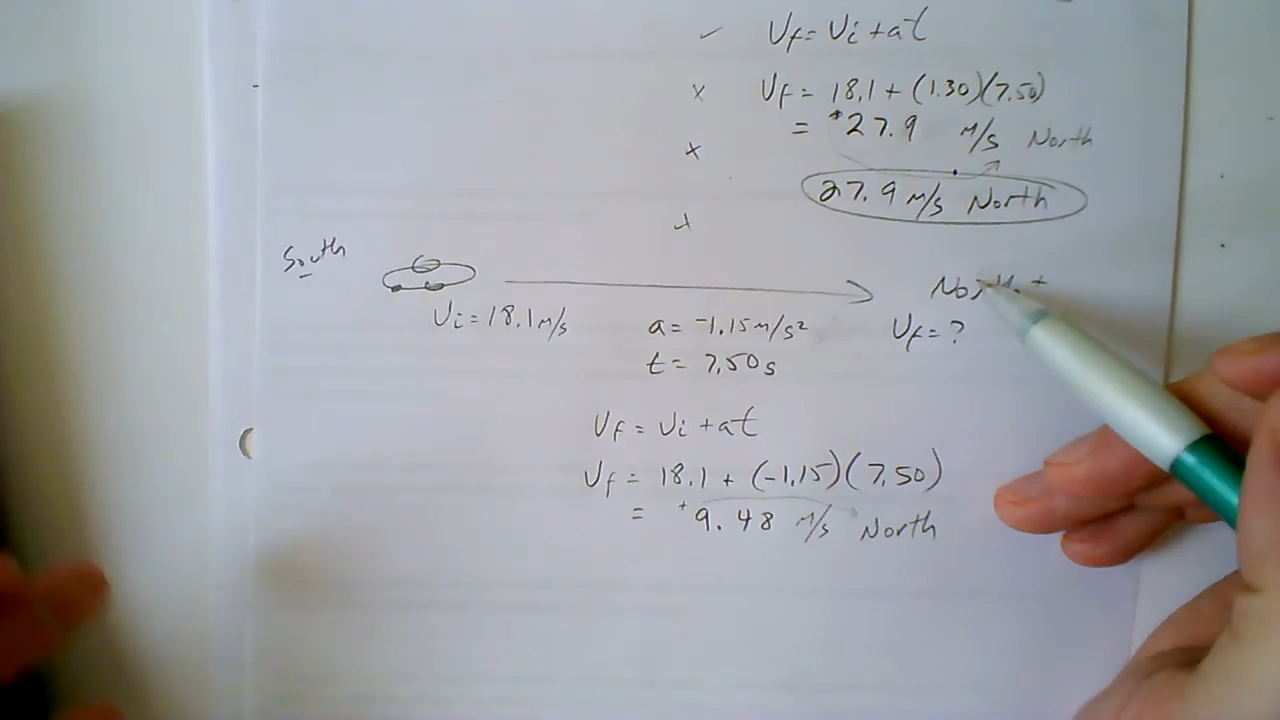 Vf = Vi + at
Vf = 18.1 + (1.30)(7.50)
= +27.9 m/s North
27.9 m/s North
South
North +
Vi = 18.1 m/s
a = -1.15 m/s²
Vf = ?
t = 7.50 s
Vf = Vi + at
Vf = 18.1 + (-1.15)(7.50)
= +9.48 m/s North